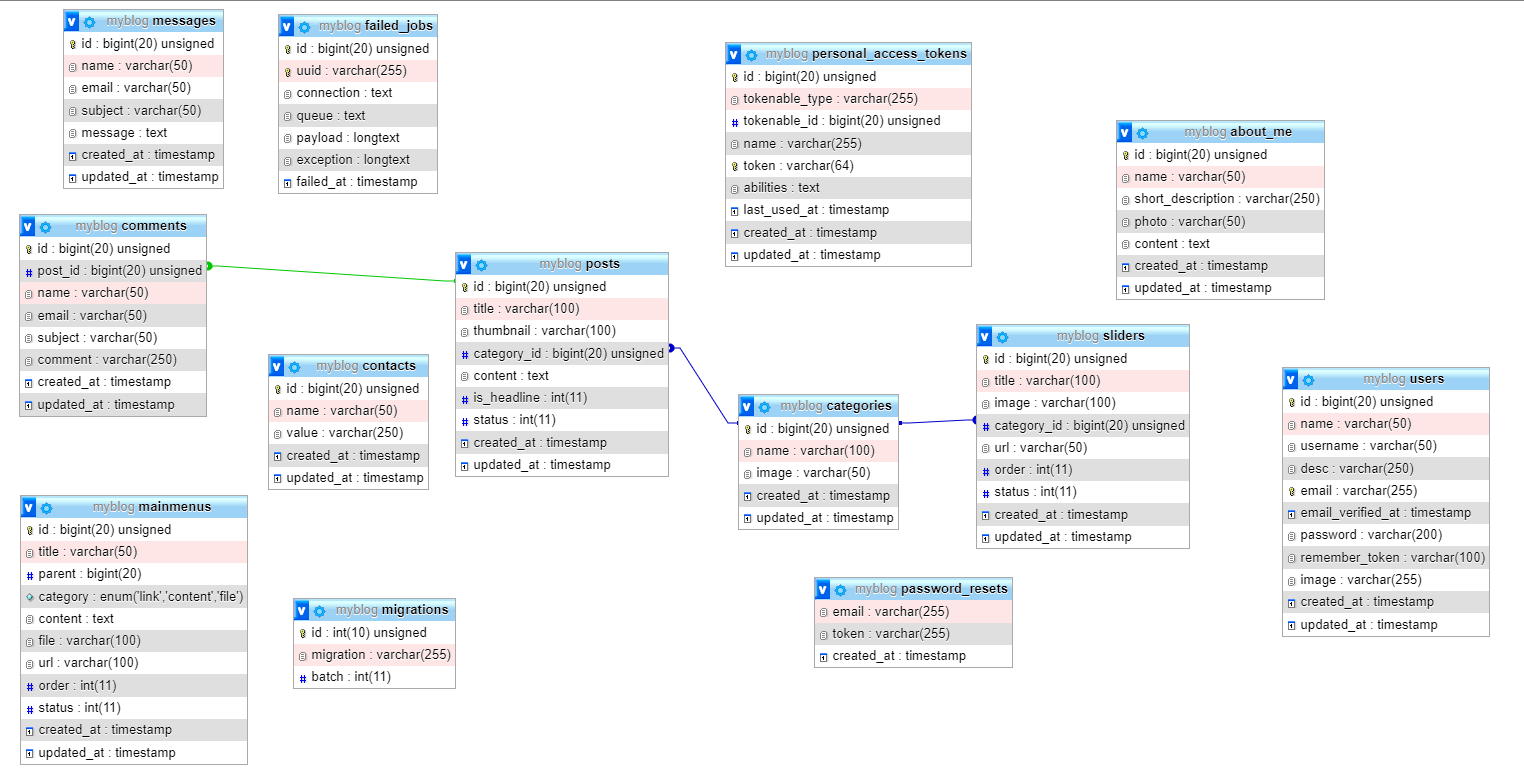 myblog messages
id : bigint(20) unsigned
name : varchar(50)
email : varchar(50)
subject : varchar(50)
message : text
created_at : timestamp
updated_at : timestamp
myblog failed_jobs
id : bigint(20) unsigned
uuid : varchar(255)
connection : text
queue : text
payload : longtext
exception : longtext
failed_at : timestamp
myblog personal_access_tokens
id : bigint(20) unsigned
tokenable_type : varchar(255)
tokenable_id : bigint(20) unsigned
name : varchar(255)
token : varchar(64)
abilities : text
last_used_at : timestamp
created_at : timestamp
updated_at : timestamp
myblog about_me
id : bigint(20) unsigned
name : varchar(50)
short_description : varchar(250)
photo : varchar(50)
content : text
created_at : timestamp
updated_at : timestamp
myblog comments
id : bigint(20) unsigned
post_id : bigint(20) unsigned
name : varchar(50)
email : varchar(50)
subject : varchar(50)
comment : varchar(250)
created_at : timestamp
updated_at : timestamp
myblog posts
id : bigint(20) unsigned
title : varchar(100)
thumbnail : varchar(100)
category_id : bigint(20) unsigned
content : text
is_headline : int(11)
status : int(11)
created_at : timestamp
updated_at : timestamp
myblog contacts
id : bigint(20) unsigned
name : varchar(50)
value : varchar(250)
created_at : timestamp
updated_at : timestamp
myblog categories
id : bigint(20) unsigned
name : varchar(100)
image : varchar(50)
created_at : timestamp
updated_at : timestamp
myblog sliders
id : bigint(20) unsigned
title : varchar(100)
image : varchar(100)
category_id : bigint(20) unsigned
url : varchar(50)
order : int(11)
status : int(11)
created_at : timestamp
updated_at : timestamp
myblog users
id : bigint(20) unsigned
name : varchar(50)
username : varchar(50)
desc : varchar(250)
email : varchar(255)
email_verified_at : timestamp
password : varchar(200)
remember_token : varchar(100)
image : varchar(255)
created_at : timestamp
updated_at : timestamp
myblog mainmenus
id : bigint(20) unsigned
title : varchar(50)
parent : bigint(20)
category : enum('link','content','file')
content : text
file : varchar(100)
url : varchar(100)
order : int(11)
status : int(11)
created_at : timestamp
updated_at : timestamp
myblog migrations
id : int(10) unsigned
migration : varchar(255)
batch : int(11)
myblog password_resets
email : varchar(255)
token : varchar(255)
created_at : timestamp